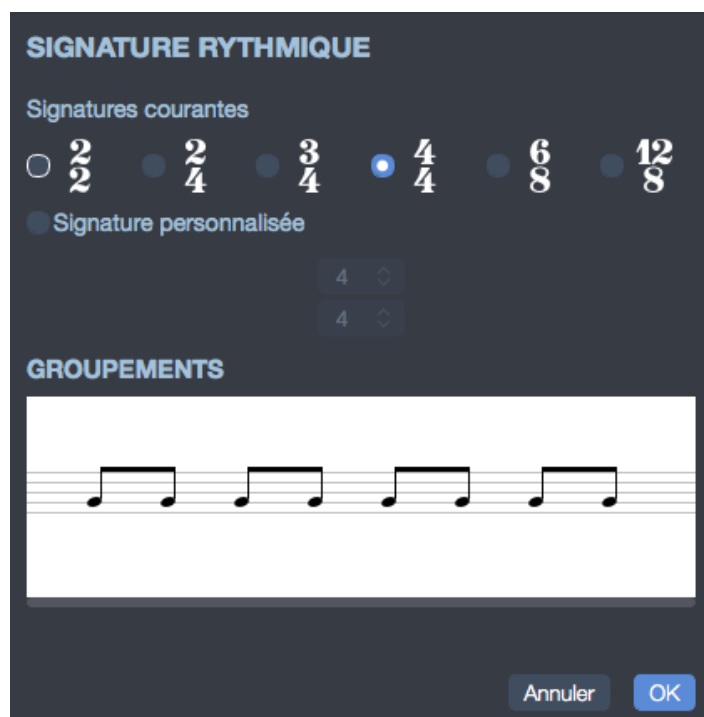 SIGNATURE RYTHMIQUE
Signatures courantes
2 2 3 4 6 12
2 4 4 4 8 8
Signature personnalisée
4
4
GROUPEMENTS
Annuler OK